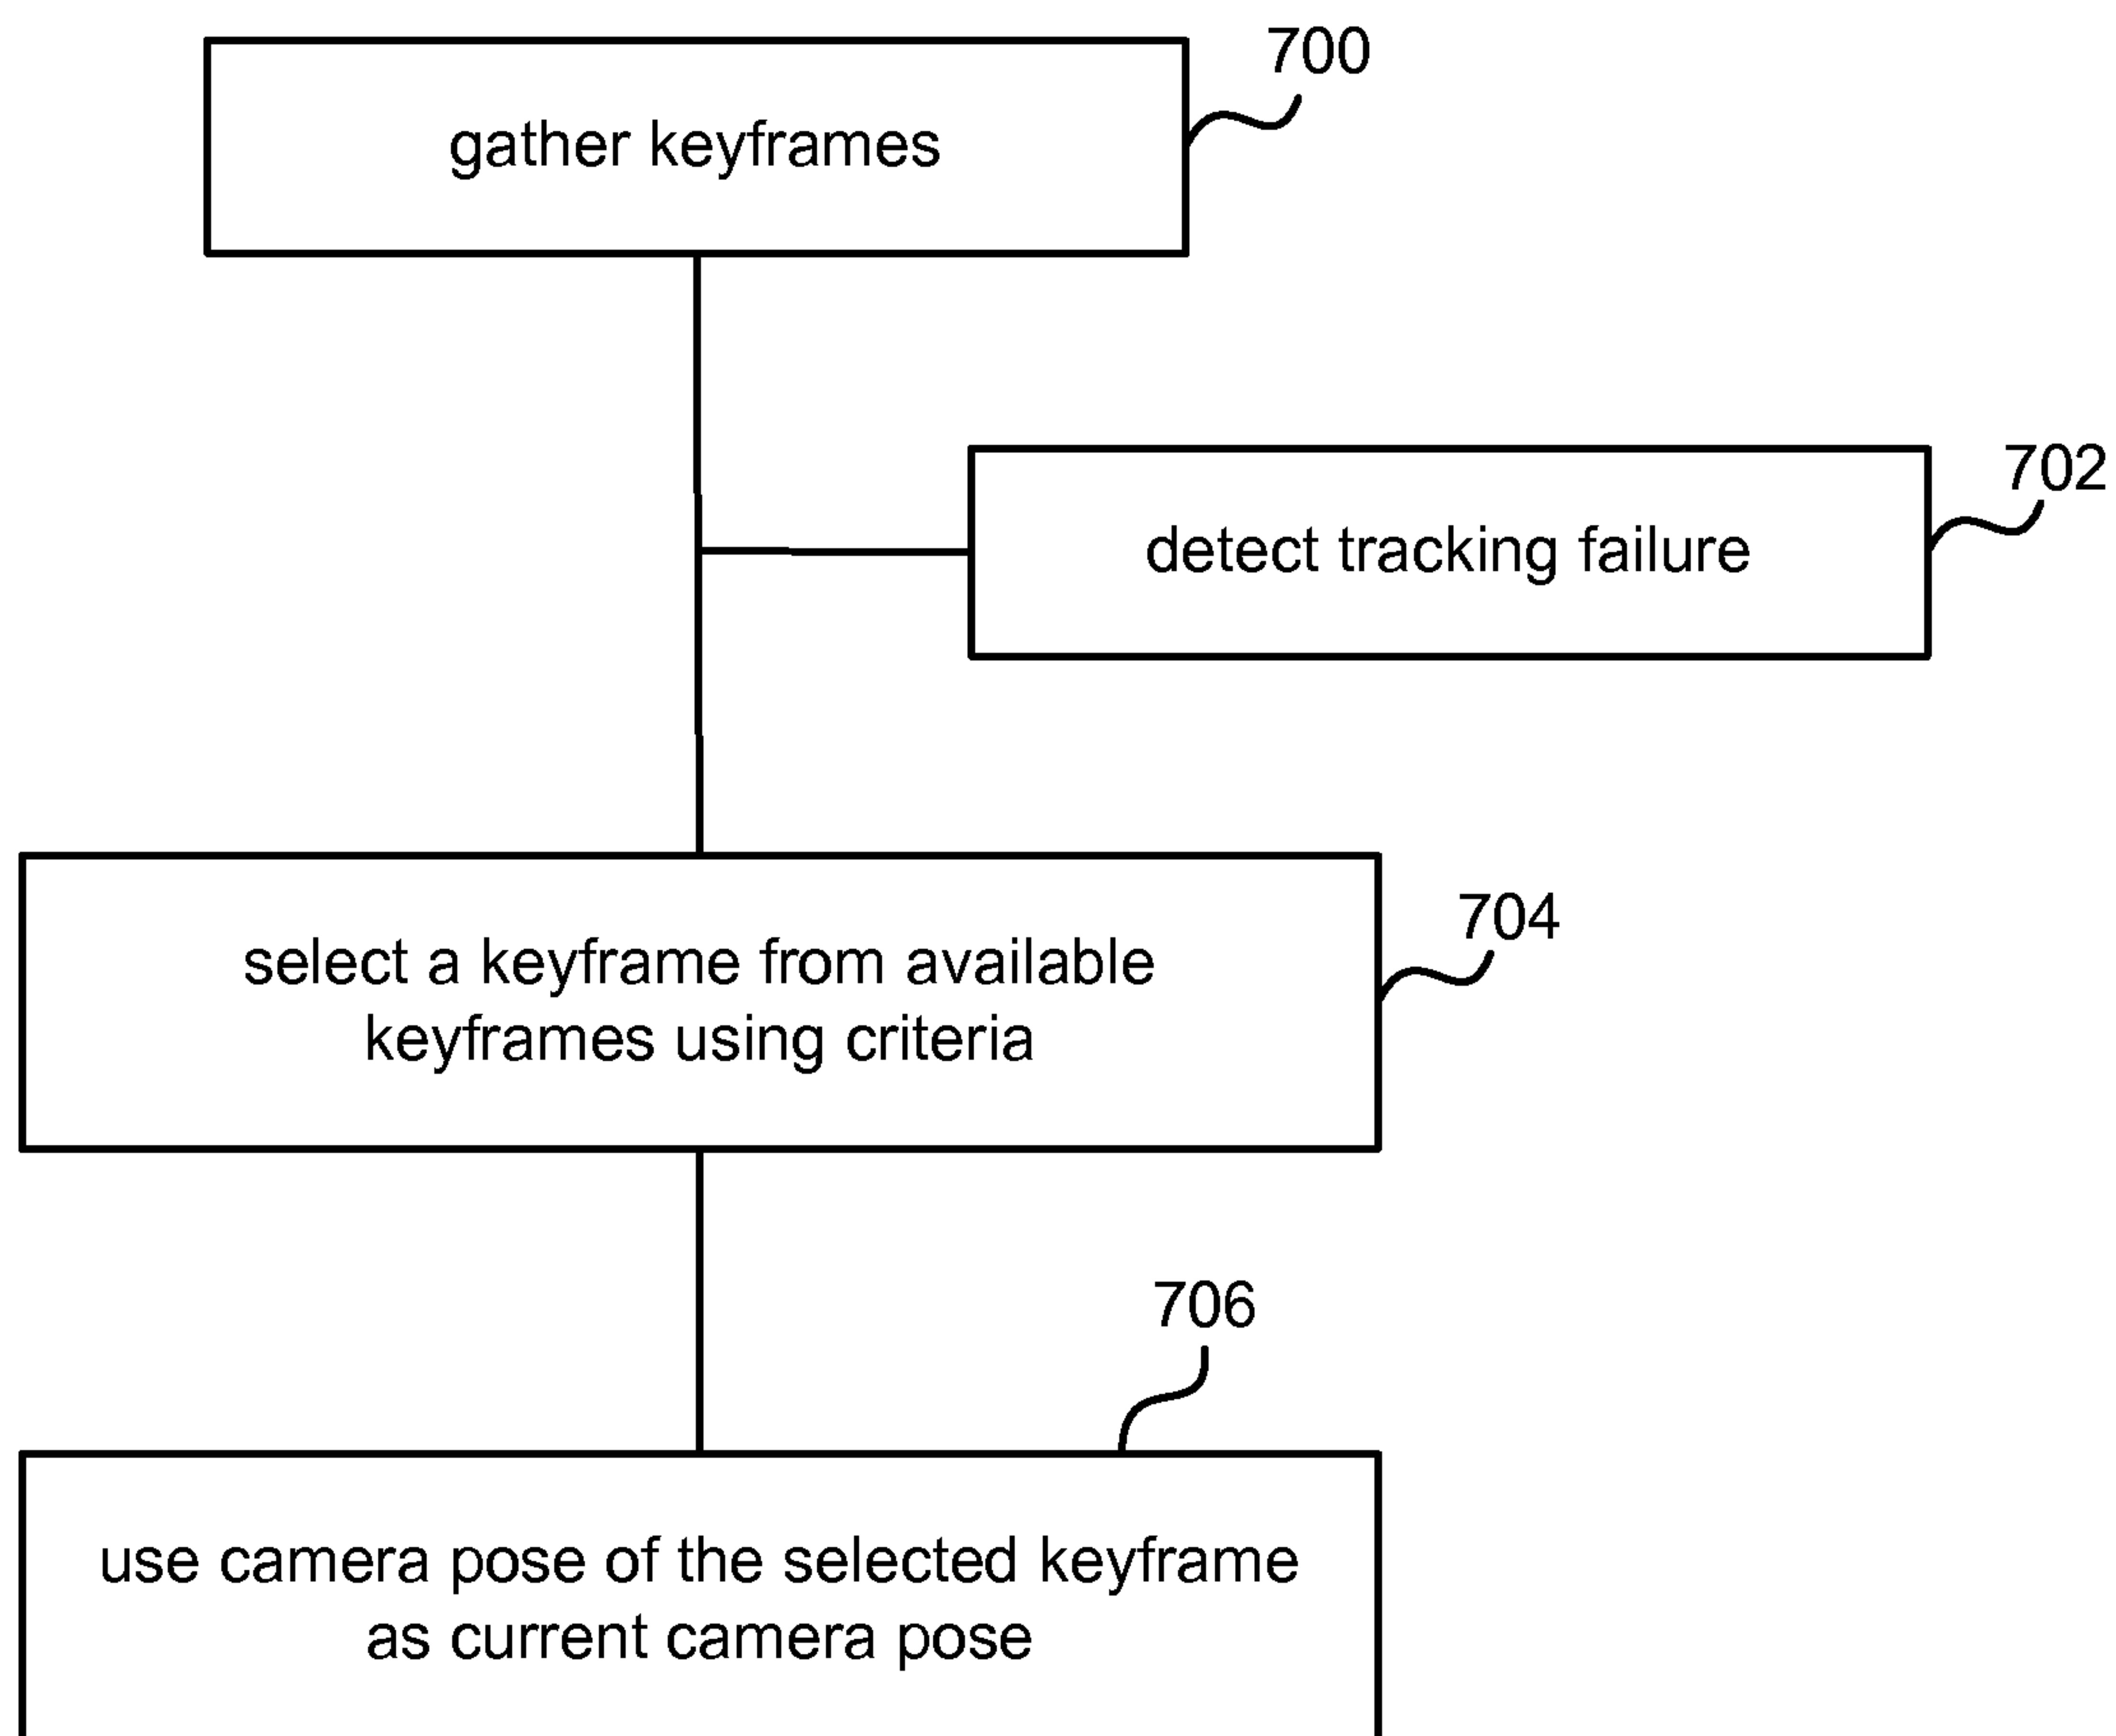 700
gather keyframes
702
detect tracking failure
704
select a keyframe from available
keyframes using criteria
706
use camera pose of the selected keyframe
as current camera pose